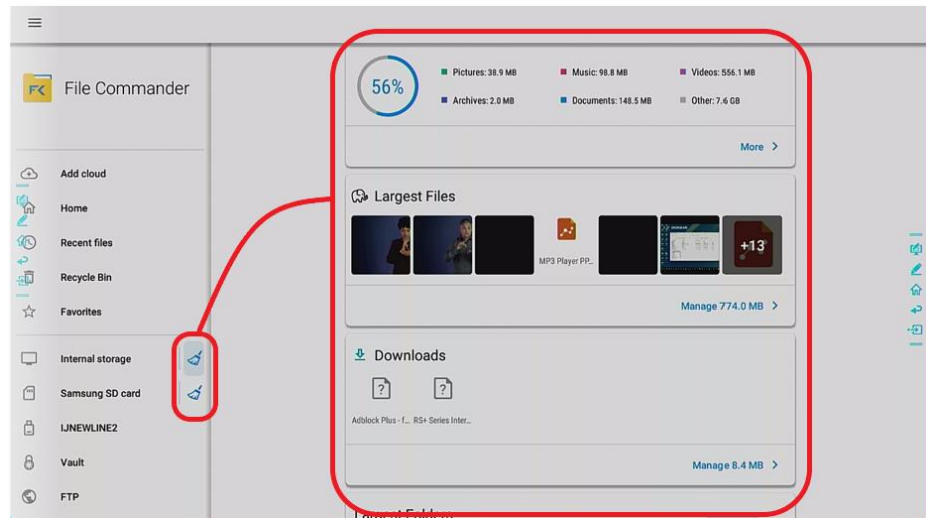 File Commander
Add cloud
Home
Recent files
Recycle Bin
Favorites
Internal storage
Samsung SD card
IJNEWLINE2
Vault
FTP
56%
Pictures: 38.9 MB
Music: 98.8 MB
Videos: 556.1 MB
Archives: 2.0 MB
Documents: 148.5 MB
Other: 7.6 GB
More
Largest Files
MP3 Player PP...
+13
Manage 774.0 MB
Downloads
Adblock Plus - f...
RS+ Series Inter...
Manage 8.4 MB